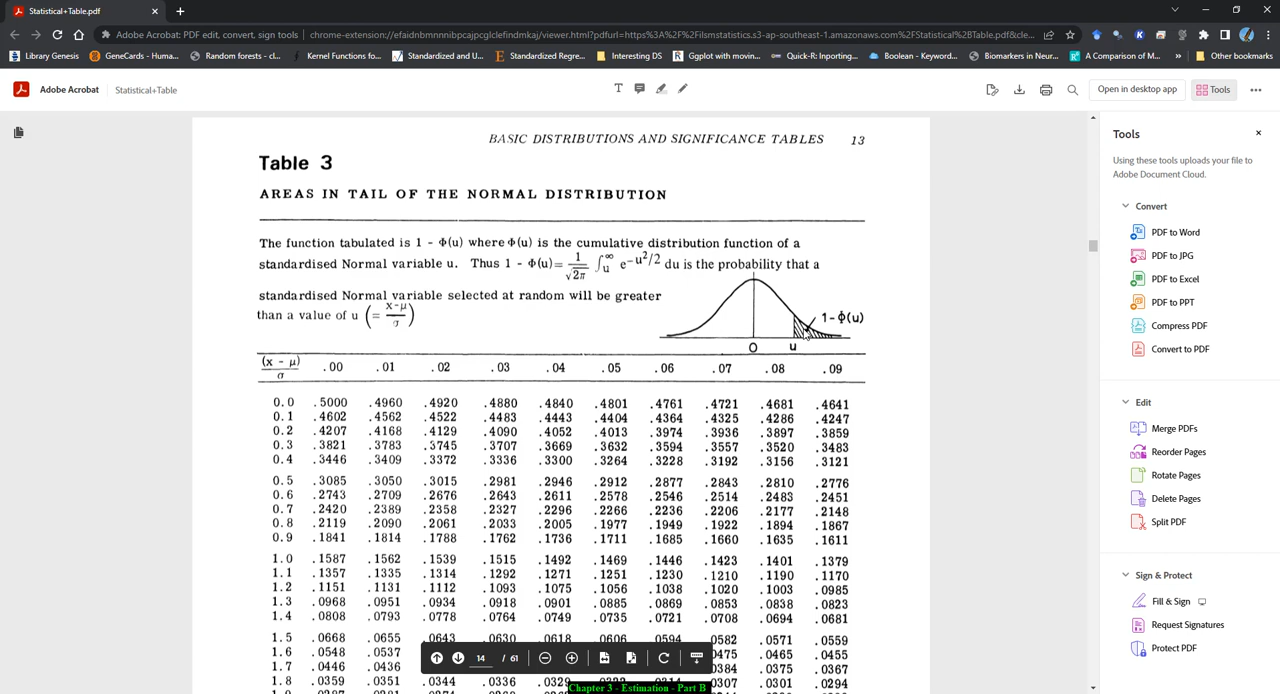 Statistical+Table.pdf
Adobe Acrobat: PDF edit, convert, sign tools | chrome-extension://efaidnbmnnnibpcajpcglclefindmkaj/viewer.html?pdfurl=https%3A%2F%2Filsmstatistics.s3-ap-southeast-1.amazonaws.com%2FStatistical%2BTable.pdf&cle...
Library Genesis GeneCards - Huma... Random forests - cl... Kernel Functions fo... Standardized and U... Standardized Regre... Interesting DS Ggplot with movin... Quick-R: Inporting... Boolean - Keyword... Biomarkers in Neur... A Comparison of M... » Other bookmarks
Adobe Acrobat Statistical+Table Open in desktop app Tools
BASIC DISTRIBUTIONS AND SIGNIFICANCE TABLES 13
Table 3
AREAS IN TAIL OF THE NORMAL DISTRIBUTION
The function tabulated is 1 - Φ(u) where Φ(u) is the cumulative distribution function of a
standardised Normal variable u. Thus 1 - Φ(u) = 1/√2π ∫u∞ e−u²/2 du is the probability that a
standardised Normal variable selected at random will be greater
than a value of u (= x-μ/σ)
1-Φ(u)
0 u
(x - μ)/σ .00 .01 .02 .03 .04 .05 .06 .07 .08 .09
0.0 .5000 .4960 .4920 .4880 .4840 .4801 .4761 .4721 .4681 .4641
0.1 .4602 .4562 .4522 .4483 .4443 .4404 .4364 .4325 .4286 .4247
0.2 .4207 .4168 .4129 .4090 .4052 .4013 .3974 .3936 .3897 .3859
0.3 .3821 .3783 .3745 .3707 .3669 .3632 .3594 .3557 .3520 .3483
0.4 .3446 .3409 .3372 .3336 .3300 .3264 .3228 .3192 .3156 .3121
0.5 .3085 .3050 .3015 .2981 .2946 .2912 .2877 .2843 .2810 .2776
0.6 .2743 .2709 .2676 .2643 .2611 .2578 .2546 .2514 .2483 .2451
0.7 .2420 .2389 .2358 .2327 .2296 .2266 .2236 .2206 .2177 .2148
0.8 .2119 .2090 .2061 .2033 .2005 .1977 .1949 .1922 .1894 .1867
0.9 .1841 .1814 .1788 .1762 .1736 .1711 .1685 .1660 .1635 .1611
1.0 .1587 .1562 .1539 .1515 .1492 .1469 .1446 .1423 .1401 .1379
1.1 .1357 .1335 .1314 .1292 .1271 .1251 .1230 .1210 .1190 .1170
1.2 .1151 .1131 .1112 .1093 .1075 .1056 .1038 .1020 .1003 .0985
1.3 .0968 .0951 .0934 .0918 .0901 .0885 .0869 .0853 .0838 .0823
1.4 .0808 .0793 .0778 .0764 .0749 .0735 .0721 .0708 .0694 .0681
1.5 .0668 .0655 .0643 .0630 .0618 .0606 .0594 .0582 .0571 .0559
1.6 .0548 .0537 .0475 .0465 .0455
1.7 .0446 .0436 .0384 .0375 .0367
1.8 .0359 .0351 .0344 .0336 .0329 .0307 .0301 .0294
14 / 61
Chapter 3 - Estimation - Part B
Tools
Using these tools uploads your file to
Adobe Document Cloud.
Convert
PDF to Word
PDF to JPG
PDF to Excel
PDF to PPT
Compress PDF
Convert to PDF
Edit
Merge PDFs
Reorder Pages
Rotate Pages
Delete Pages
Split PDF
Sign & Protect
Fill & Sign
Request Signatures
Protect PDF